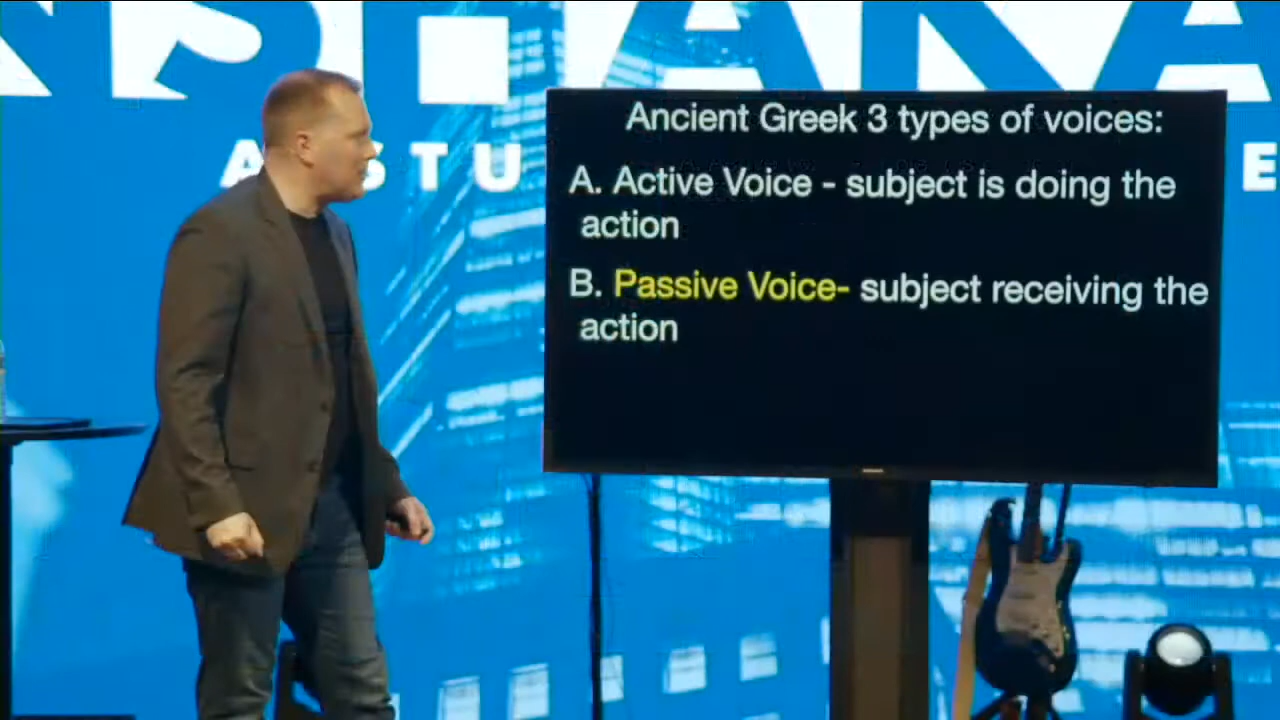 Ancient Greek 3 types of voices:
A. Active Voice - subject is doing the
action
B. Passive Voice- subject receiving the
action